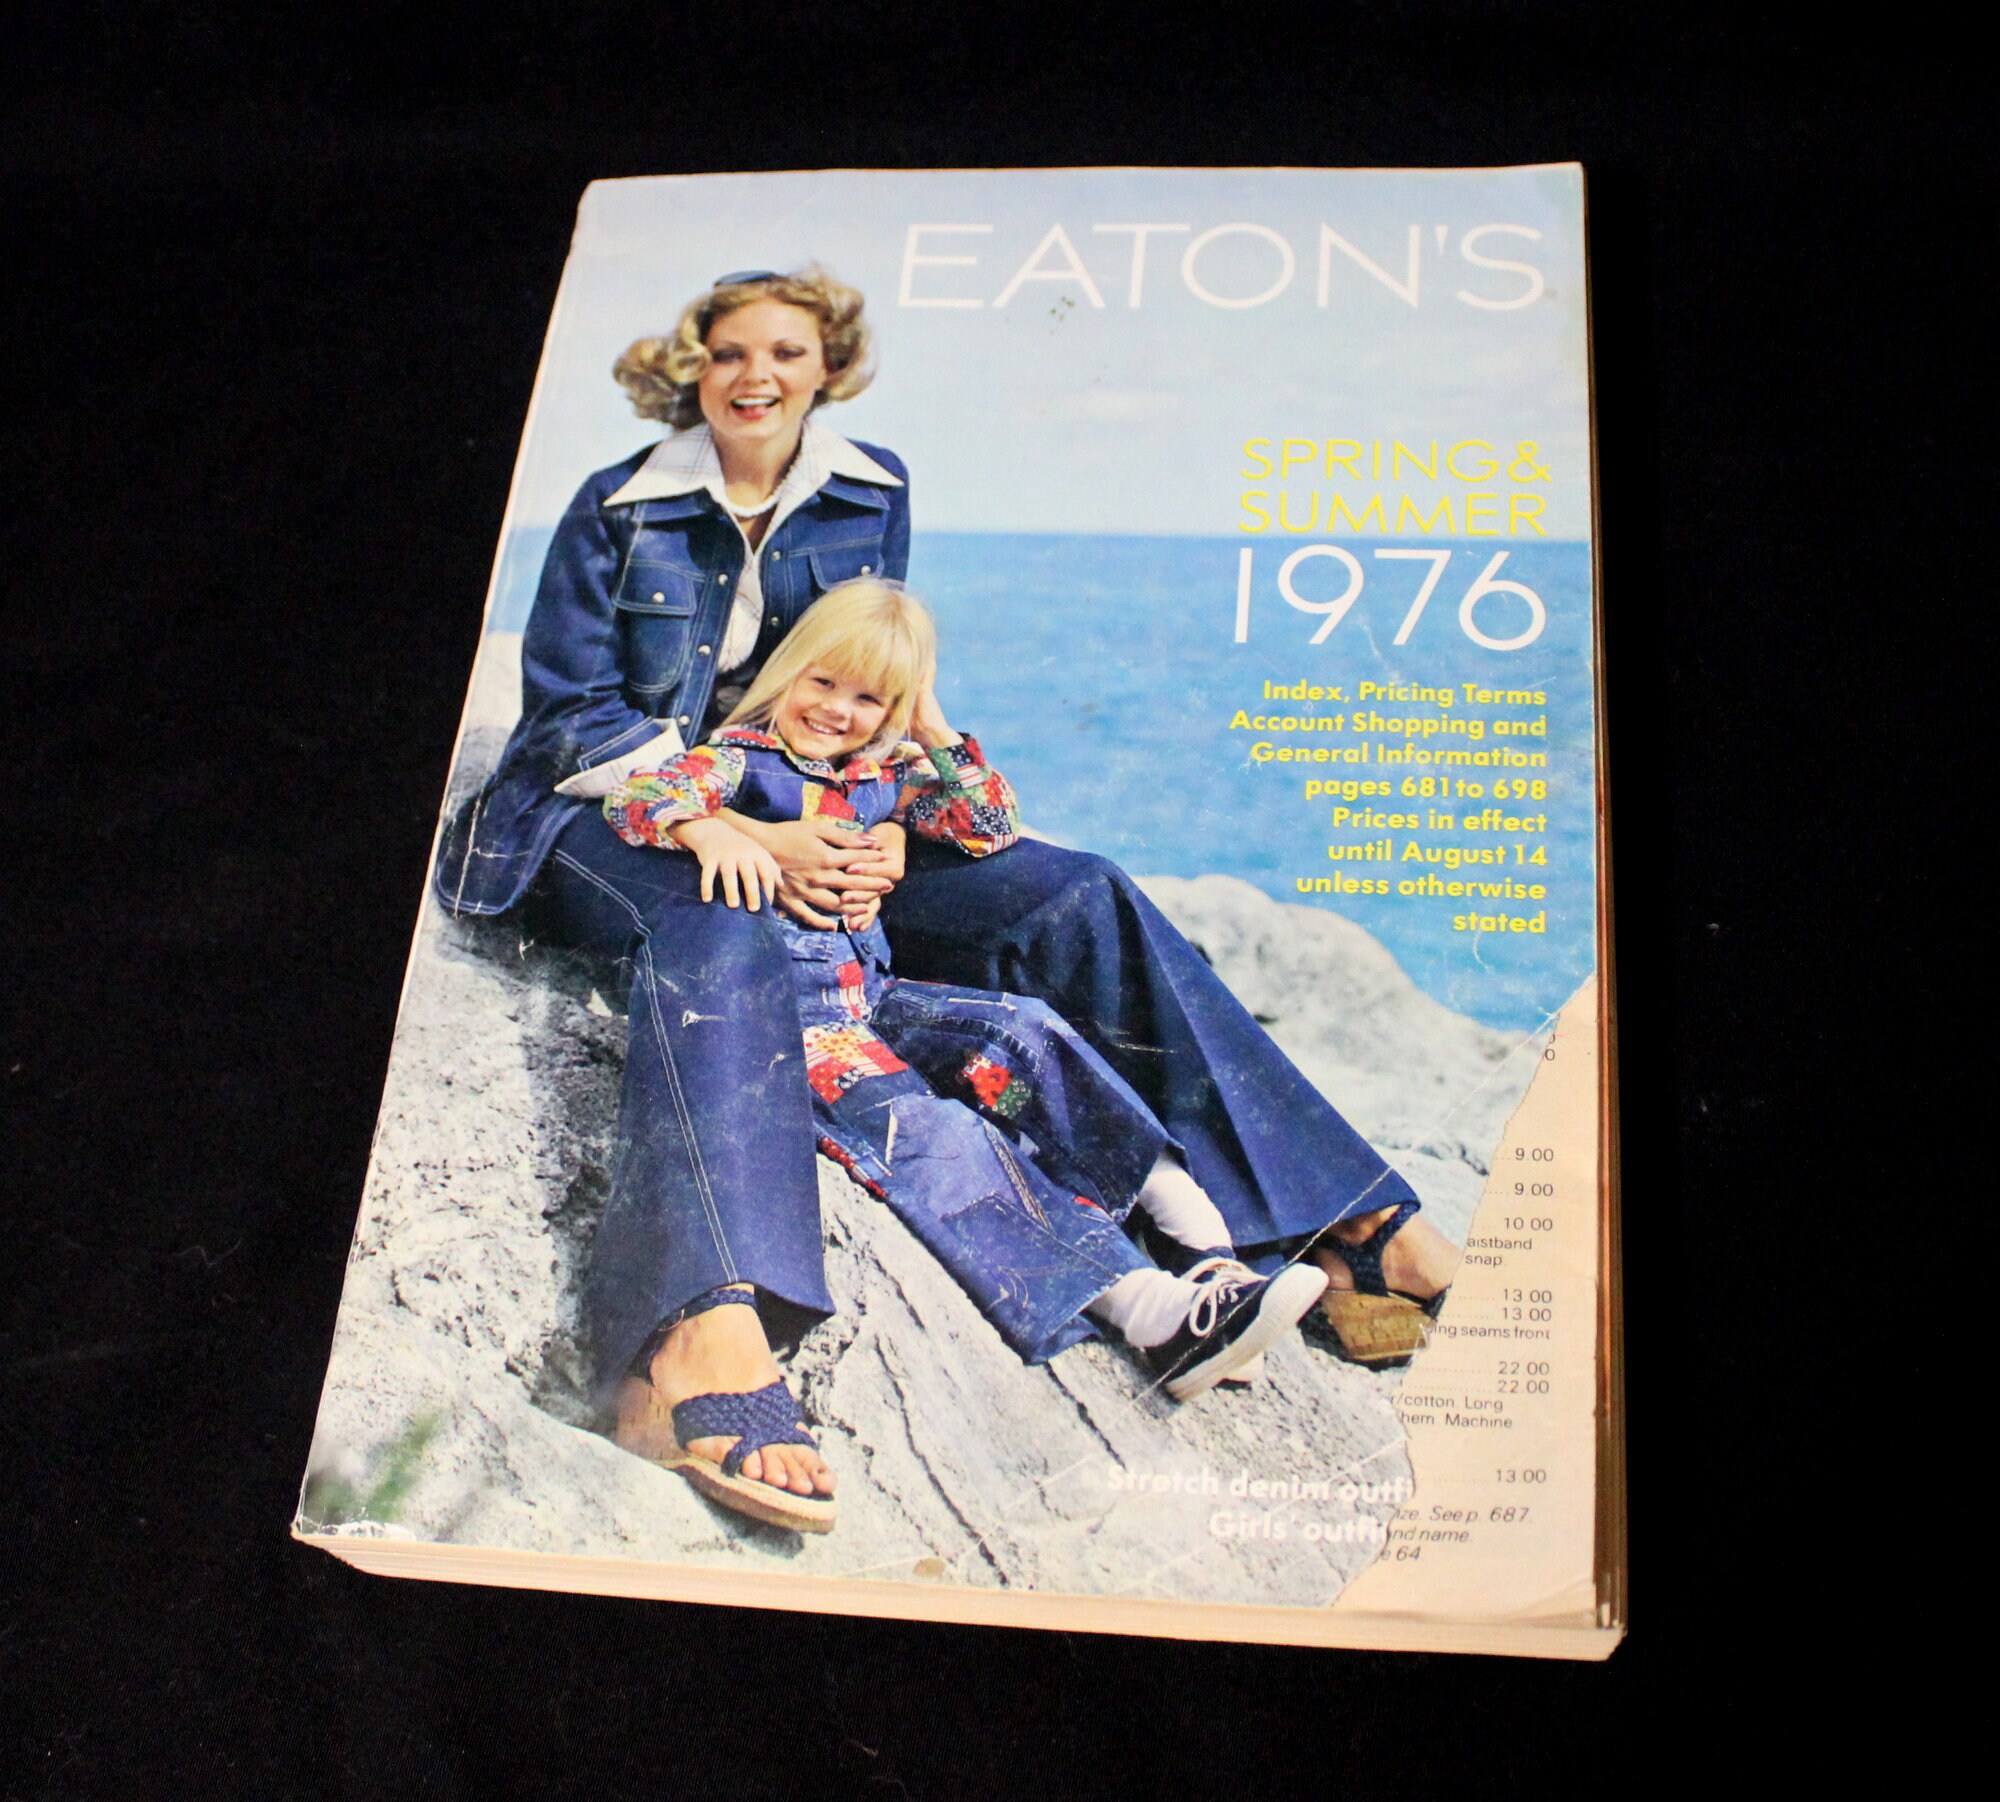 EATON'S
SPRING &
SUMMER
1976
Index, Pricing Terms
Account Shopping and
General Information
pages 681 to 698
Prices in effect
until August 14
unless otherwise
stated
9.00
9.00
10 00
aistband
snap
13 00
13 00
ing seams front
22 00
22 00
r/cotton Long
hem Machine
13 00
Stretch denim outfi
ize. See p. 687
Girls' outfi
nd name.
e 64